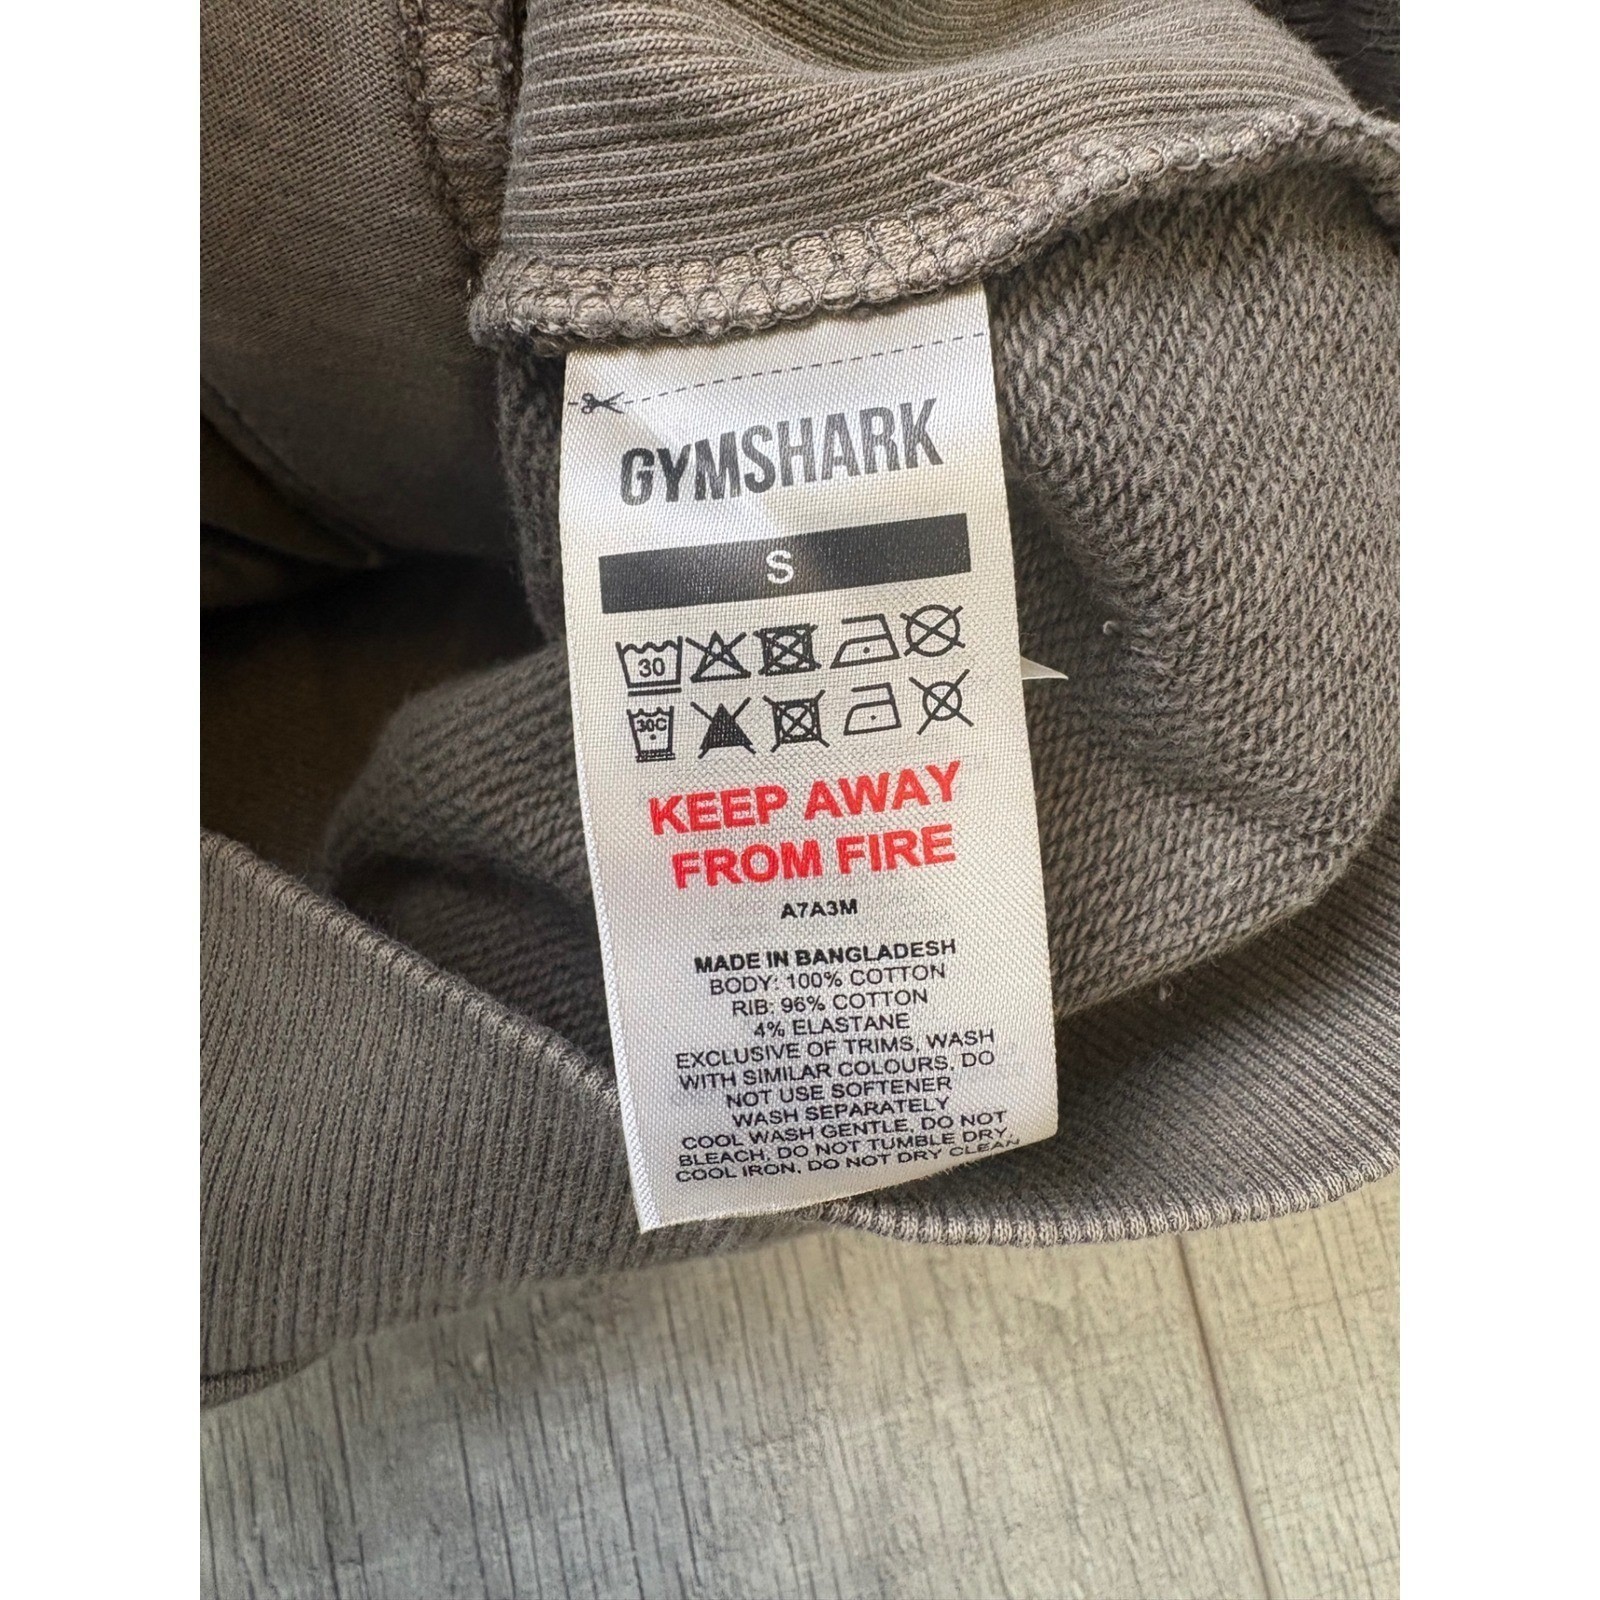 GYMSHARK
S
30
30C
KEEP AWAY
FROM FIRE
A7A3M
MADE IN BANGLADESH
BODY: 100% COTTON
RIB: 96% COTTON
4% ELASTANE
EXCLUSIVE OF TRIMS, WASH
WITH SIMILAR COLOURS, DO
NOT USE SOFTENER
WASH SEPARATELY
COOL WASH GENTLE, DO NOT
BLEACH, DO NOT TUMBLE DRY,
COOL IRON, DO NOT DRY CLEAN